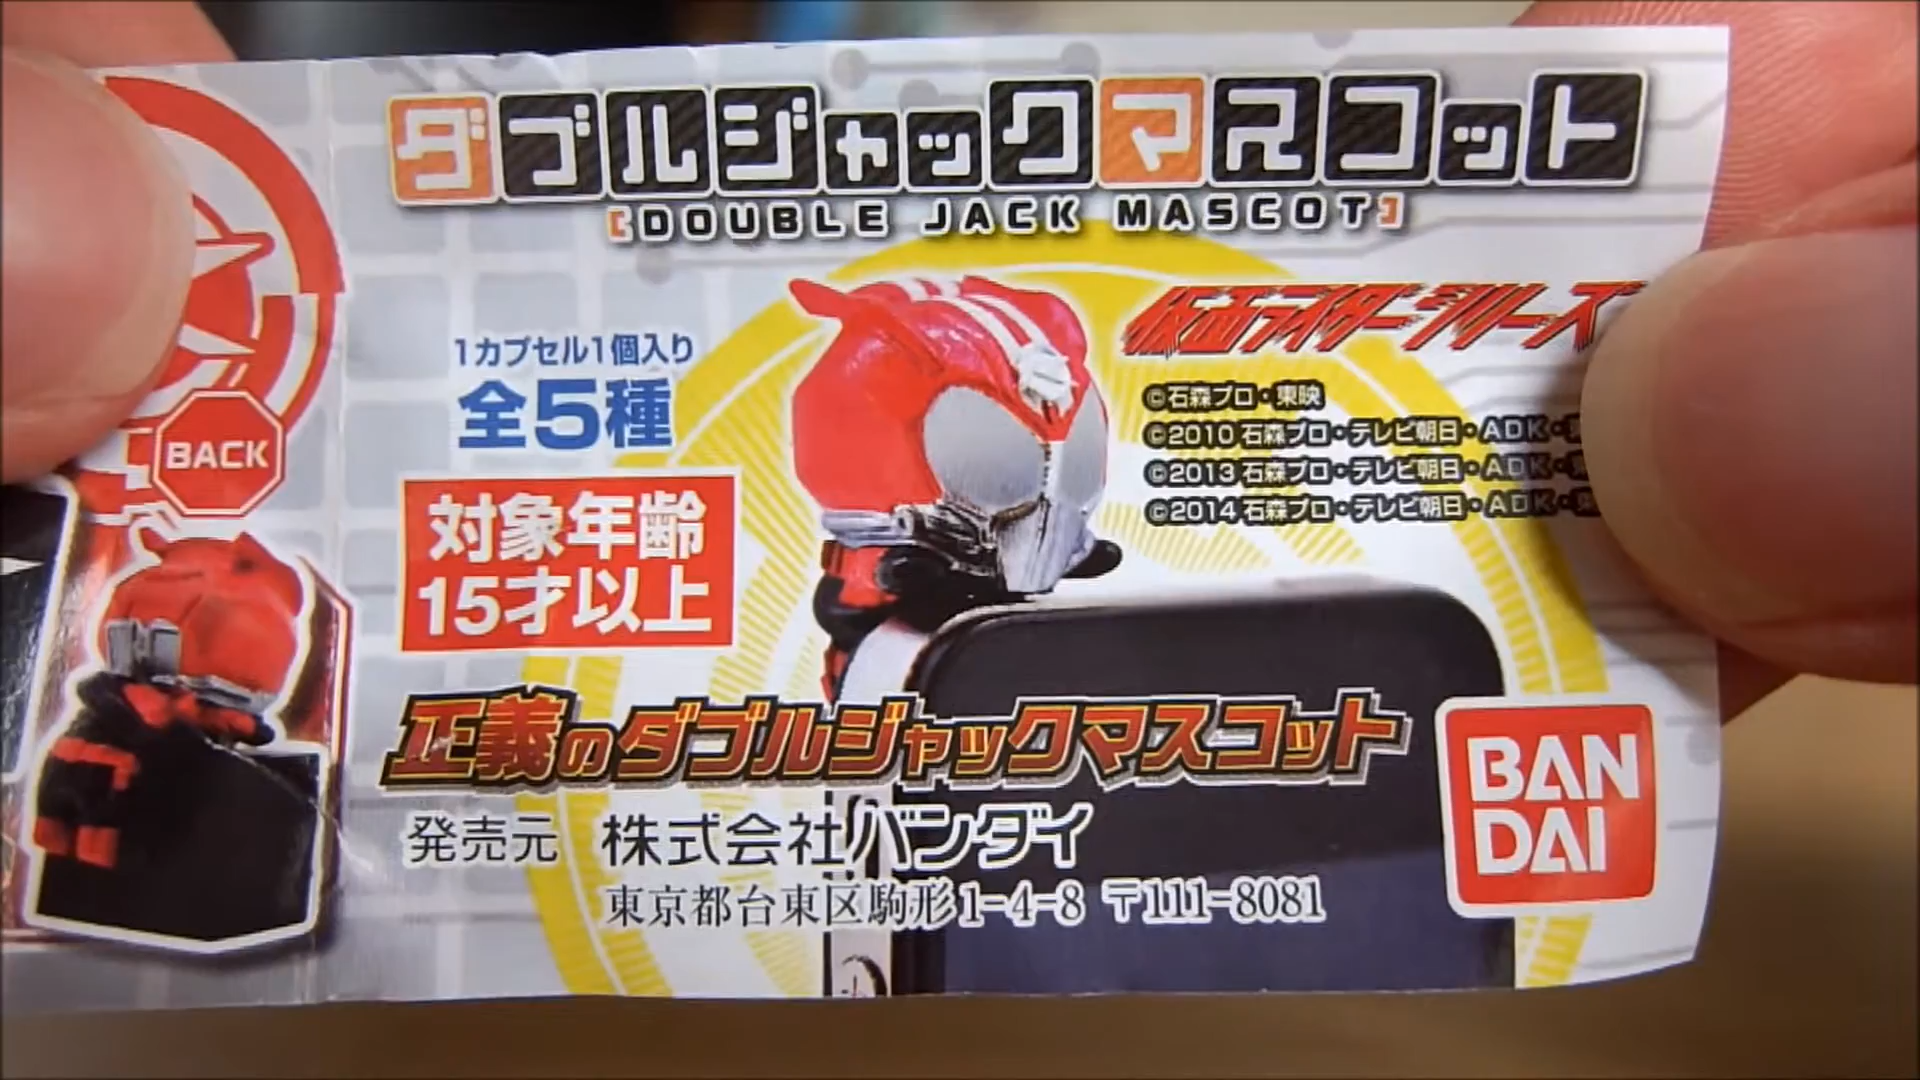 ダブルジャックマスコット
[DOUBLE JACK MASCOT]
仮面ライダーシリーズ
1カプセル1個入り
全5種
©石森プロ・東映
©2010 石森プロ・テレビ朝日・ADK・
©2013 石森プロ・テレビ朝日・ADK・
©2014 石森プロ・テレビ朝日・ADK・
BACK
対象年齢
15才以上
正義のダブルジャックマスコット
BAN
DAI
発売元 株式会社バンダイ
東京都台東区駒形1-4-8 〒111-8081